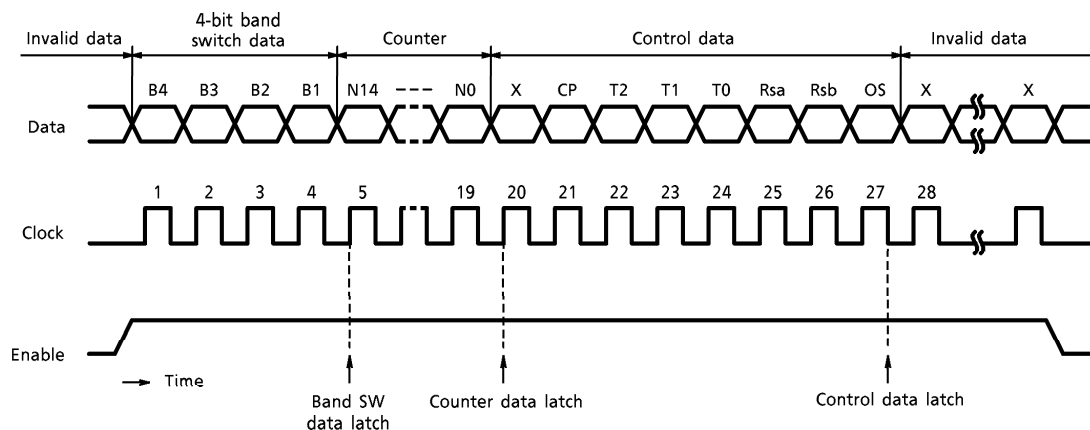 4-bit band
switch data
Invalid data
Counter
Control data
Invalid data
B4 B3 B2 B1 N14 ---- N0 X CP T2 T1 T0 Rsa Rsb OS X X
Data
1 2 3 4 5 19 20 21 22 23 24 25 26 27 28
Clock
Enable
Time
Band SW
data latch
Counter data latch
Control data latch